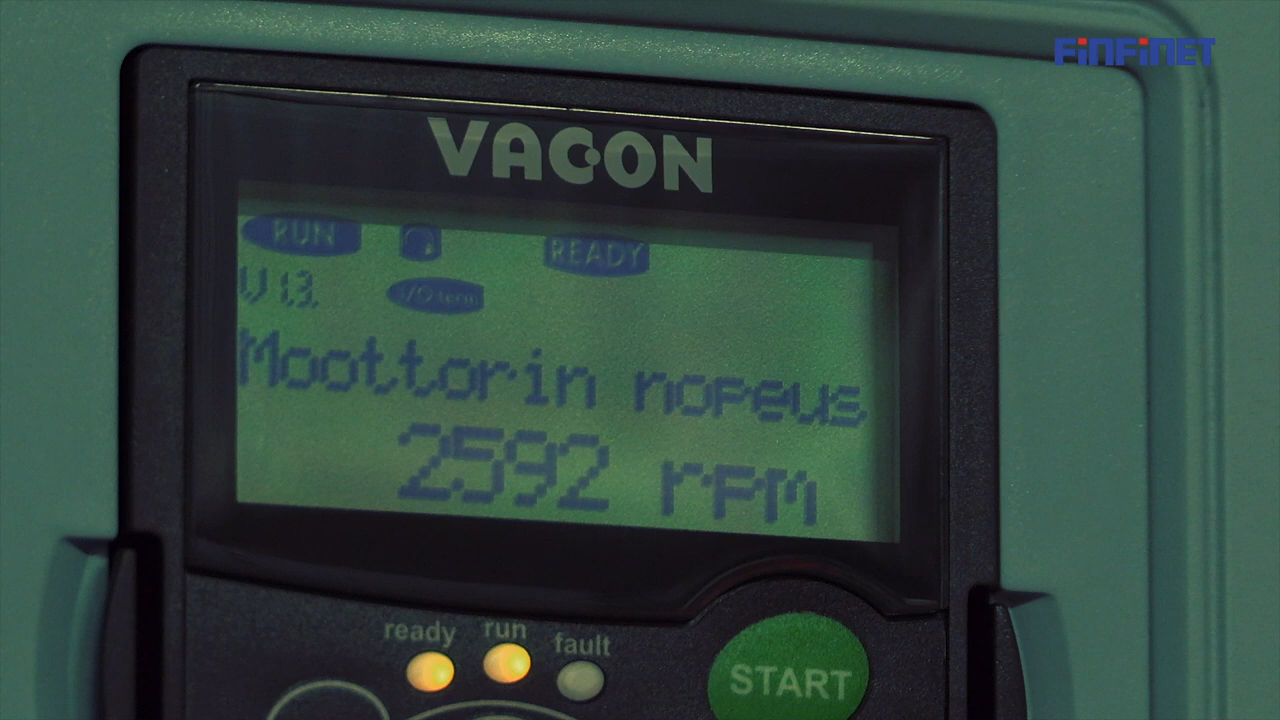 FINFINET
VACON
RUN READY
V1.3. I/O term
Moottorin nopeus
2592 rpm
ready run fault
START